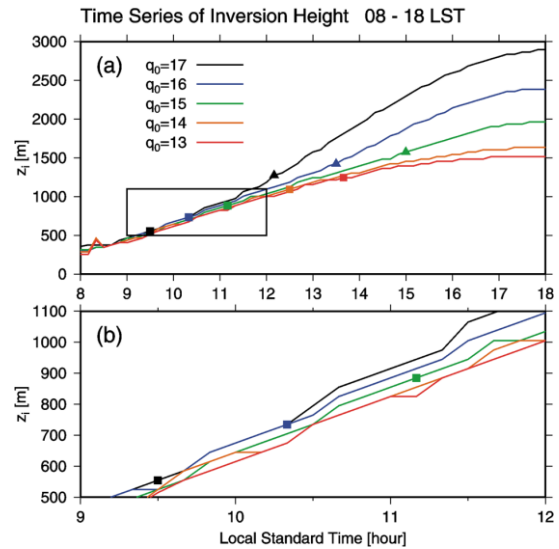 Time Series of Inversion Height 08 - 18 LST
(a)
q₀=17
q₀=16
q₀=15
q₀=14
q₀=13
zᵢ [m]
3000
2500
2000
1500
1000
500
0
8 9 10 11 12 13 14 15 16 17 18
(b)
zᵢ [m]
1100
1000
900
800
700
600
500
9 10 11 12
Local Standard Time [hour]